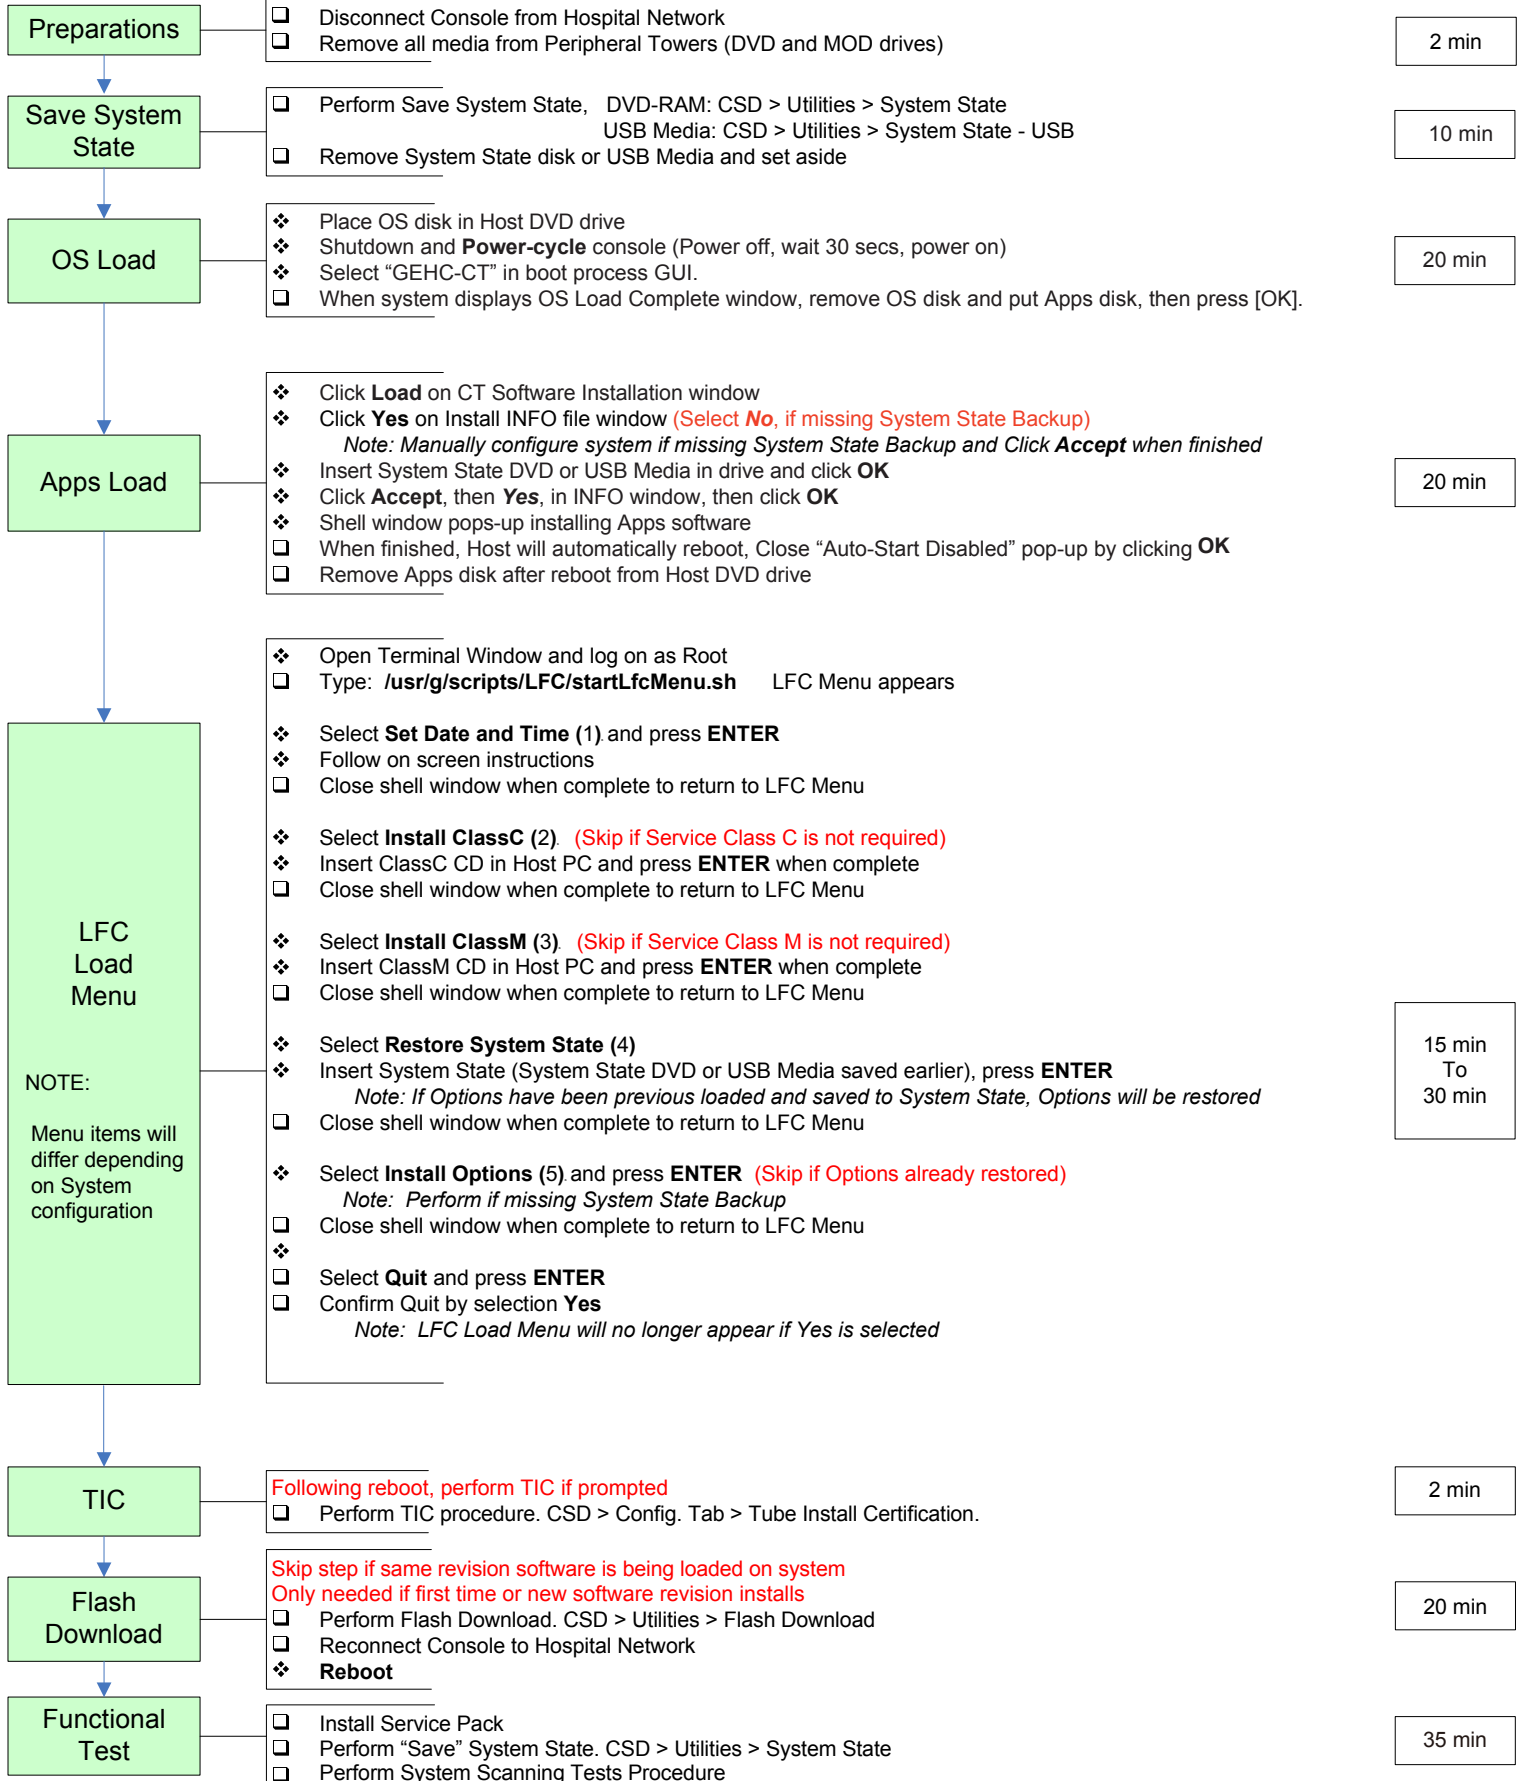 Preparations
Disconnect Console from Hospital Network
Remove all media from Peripheral Towers (DVD and MOD drives)
2 min
Save System
State
Perform Save System State, DVD-RAM: CSD > Utilities > System State
USB Media: CSD > Utilities > System State - USB
Remove System State disk or USB Media and set aside
10 min
OS Load
Place OS disk in Host DVD drive
Shutdown and Power-cycle console (Power off, wait 30 secs, power on)
Select “GEHC-CT” in boot process GUI.
When system displays OS Load Complete window, remove OS disk and put Apps disk, then press [OK].
20 min
Apps Load
Click Load on CT Software Installation window
Click Yes on Install INFO file window (Select No, if missing System State Backup)
Note: Manually configure system if missing System State Backup and Click Accept when finished
Insert System State DVD or USB Media in drive and click OK
Click Accept, then Yes, in INFO window, then click OK
Shell window pops-up installing Apps software
When finished, Host will automatically reboot, Close “Auto-Start Disabled” pop-up by clicking OK
Remove Apps disk after reboot from Host DVD drive
20 min
LFC
Load
Menu
NOTE:
Menu items will
differ depending
on System
configuration
Open Terminal Window and log on as Root
Type: /usr/g/scripts/LFC/startLfcMenu.sh LFC Menu appears
Select Set Date and Time (1) and press ENTER
Follow on screen instructions
Close shell window when complete to return to LFC Menu
Select Install ClassC (2). (Skip if Service Class C is not required)
Insert ClassC CD in Host PC and press ENTER when complete
Close shell window when complete to return to LFC Menu
Select Install ClassM (3). (Skip if Service Class M is not required)
Insert ClassM CD in Host PC and press ENTER when complete
Close shell window when complete to return to LFC Menu
Select Restore System State (4)
Insert System State (System State DVD or USB Media saved earlier), press ENTER
Note: If Options have been previous loaded and saved to System State, Options will be restored
Close shell window when complete to return to LFC Menu
Select Install Options (5) and press ENTER (Skip if Options already restored)
Note: Perform if missing System State Backup
Close shell window when complete to return to LFC Menu
Select Quit and press ENTER
Confirm Quit by selection Yes
Note: LFC Load Menu will no longer appear if Yes is selected
15 min
To
30 min
TIC
Following reboot, perform TIC if prompted
Perform TIC procedure. CSD > Config. Tab > Tube Install Certification.
2 min
Flash
Download
Skip step if same revision software is being loaded on system
Only needed if first time or new software revision installs
Perform Flash Download. CSD > Utilities > Flash Download
Reconnect Console to Hospital Network
Reboot
20 min
Functional
Test
Install Service Pack
Perform “Save” System State. CSD > Utilities > System State
Perform System Scanning Tests Procedure
35 min